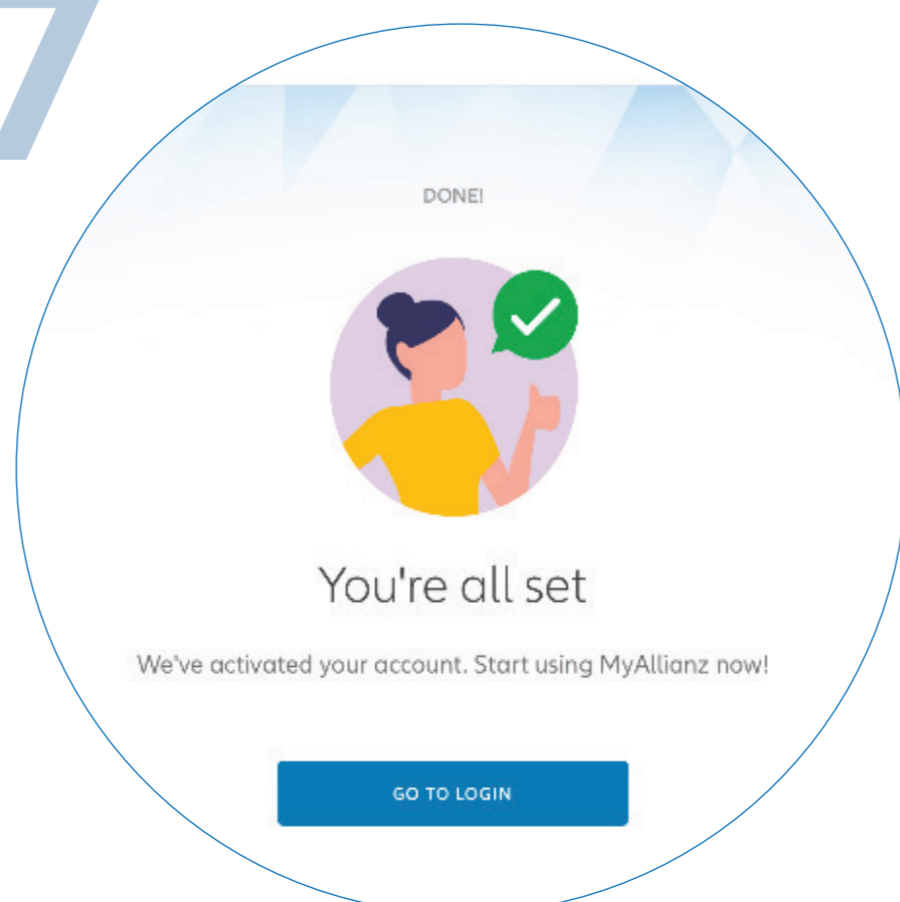 7
DONE!
You're all set
We've activated your account. Start using MyAllianz now!
GO TO LOGIN